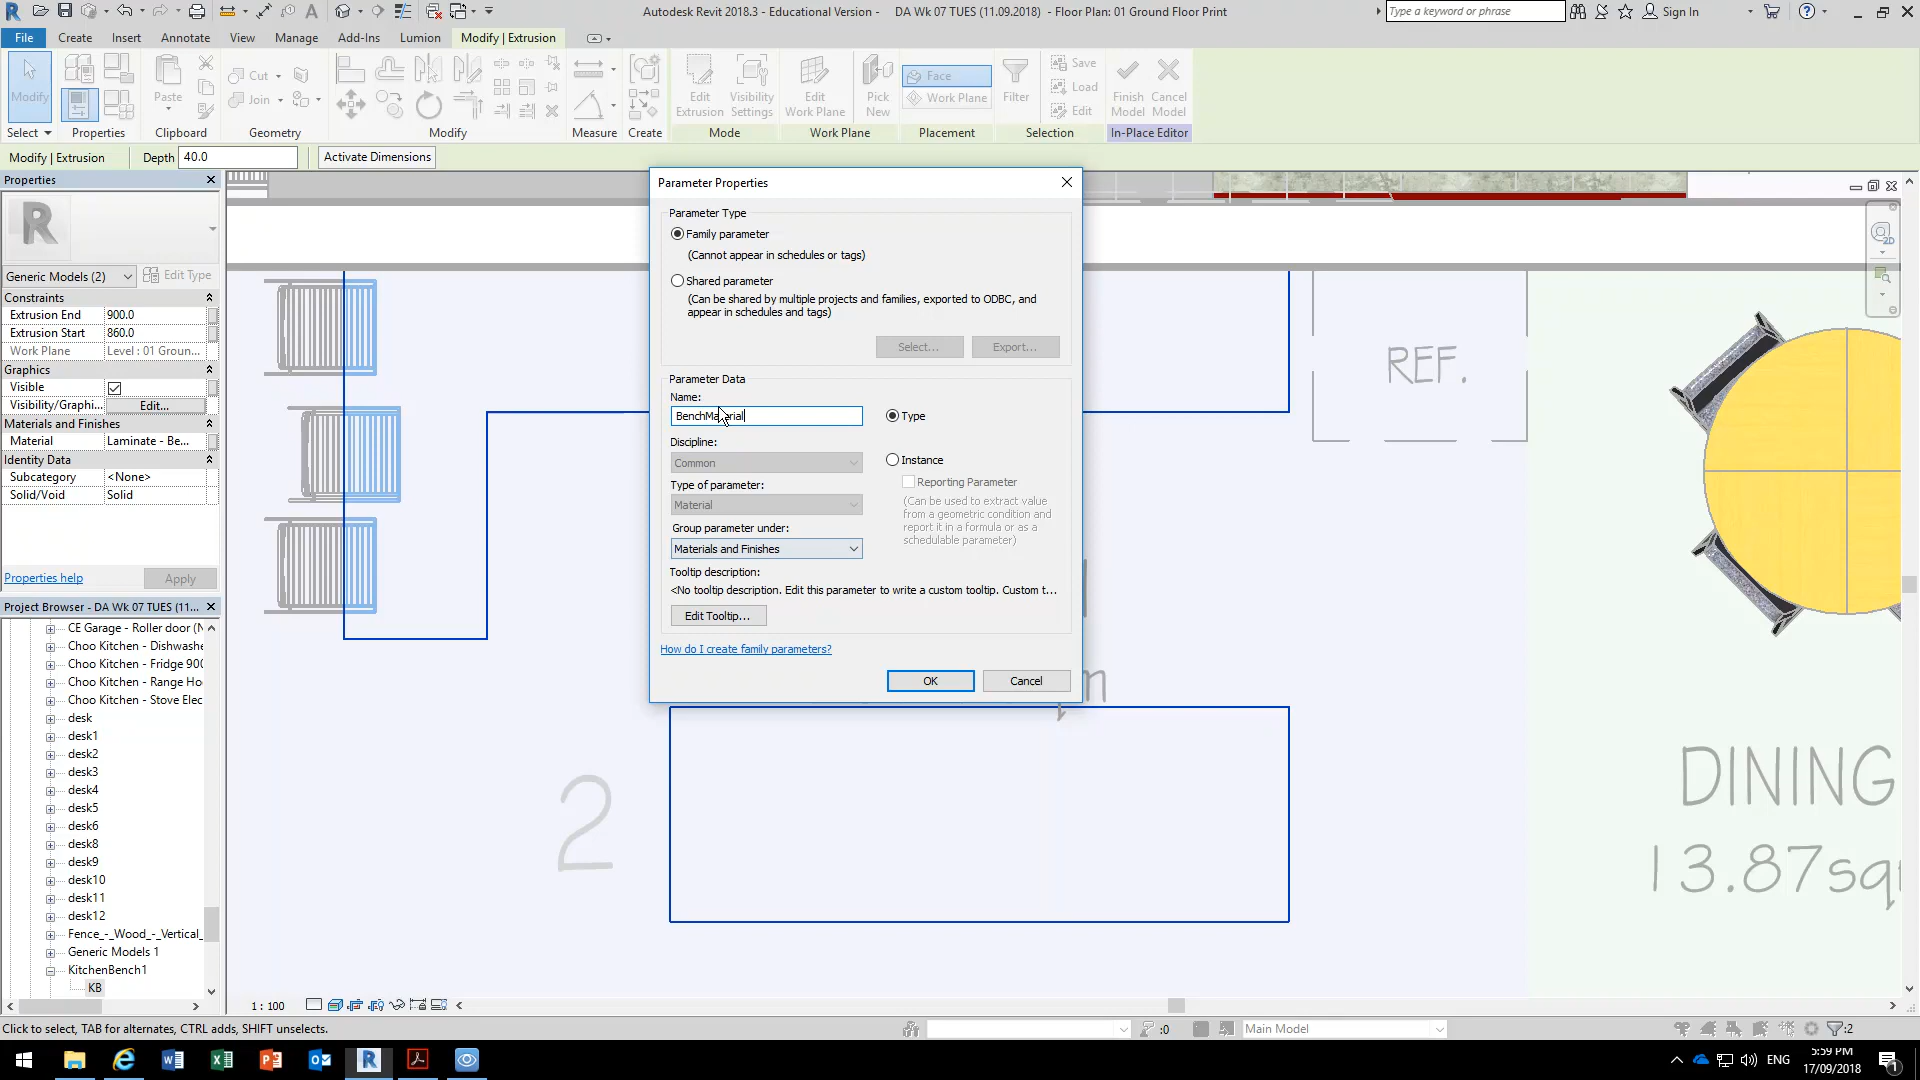 Autodesk Revit 2018.3 - Educational Version - DA Wk 07 TUES (11.09.2018) - Floor Plan: 01 Ground Floor Print
Type a keyword or phrase
Sign In
File Create Insert Annotate View Manage Add-Ins Lumion Modify | Extrusion
Modify
Paste
Cut
Join
Edit Extrusion
Visibility Settings
Edit Work Plane
Pick New
Face
Work Plane
Filter
Save
Load
Edit
Finish Model
Cancel Model
Select Properties Clipboard Geometry Modify Measure Create Mode Work Plane Placement Selection In-Place Editor
Modify | Extrusion Depth 40.0 Activate Dimensions
Properties
Generic Models (2) Edit Type
Constraints
Extrusion End 900.0
Extrusion Start 860.0
Work Plane Level : 01 Groun...
Graphics
Visible
Visibility/Graphi... Edit...
Materials and Finishes
Material Laminate - Be...
Identity Data
Subcategory <None>
Solid/Void Solid
Properties help Apply
Project Browser - DA Wk 07 TUES (11...
CE Garage - Roller door (N
Choo Kitchen - Dishwashe
Choo Kitchen - Fridge 900
Choo Kitchen - Range Ho
Choo Kitchen - Stove Elec
desk
desk1
desk2
desk3
desk4
desk5
desk6
desk8
desk9
desk10
desk11
desk12
Fence_-_Wood_-_Vertical_
Generic Models 1
KitchenBench1
KB
Parameter Properties
Parameter Type
Family parameter
(Cannot appear in schedules or tags)
Shared parameter
(Can be shared by multiple projects and families, exported to ODBC, and
appear in schedules and tags)
Select... Export...
Parameter Data
Name:
BenchMaterial
Type
Discipline:
Common
Instance
Reporting Parameter
Type of parameter:
Material
(Can be used to extract value
from a geometric condition and
report it in a formula or as a
schedulable parameter)
Group parameter under:
Materials and Finishes
Tooltip description:
<No tooltip description. Edit this parameter to write a custom tooltip. Custom t...
Edit Tooltip...
How do I create family parameters?
OK Cancel
REF.
2
DINING
13.87sq
2D
1 : 100
Click to select, TAB for alternates, CTRL adds, SHIFT unselects.
:0
Main Model
:2
ENG
5:59 PM
17/09/2018
1